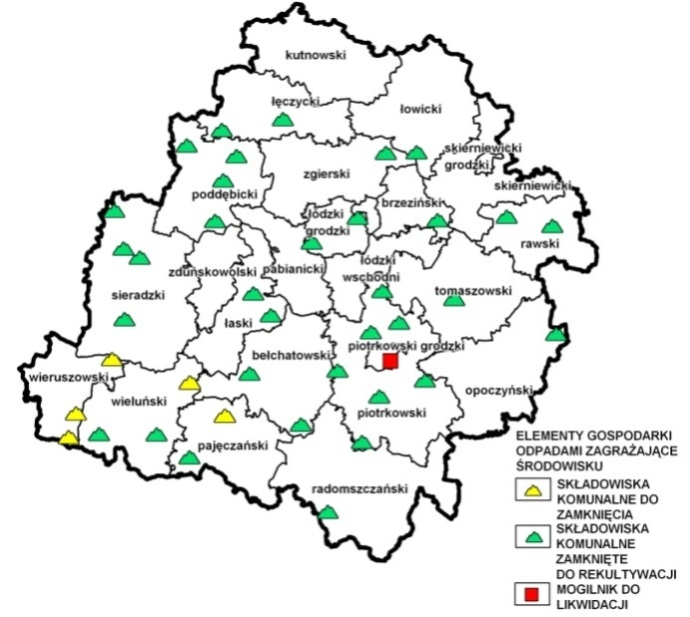 kutnowski
łęczycki
łowicki
skierniewicki
grodzki
zgierski
skierniewicki
poddębicki
brzeziński
łódzki
grodzki
rawski
łódzki
wschodni
zduńskowolski
pabianicki
sieradzki
tomaszowski
łaski
piotrkowski grodzki
bełchatowski
wieruszowski
opoczyński
wieluński
piotrkowski
pajęczański
radomszczański
ELEMENTY GOSPODARKI
ODPADAMI ZAGRAŻAJĄCE
ŚRODOWISKU
SKŁADOWISKA
KOMUNALNE DO
ZAMKNIĘCIA
SKŁADOWISKA
KOMUNALNE
ZAMKNIĘTE
DO REKULTYWACJI
MOGILNIK DO
LIKWIDACJI